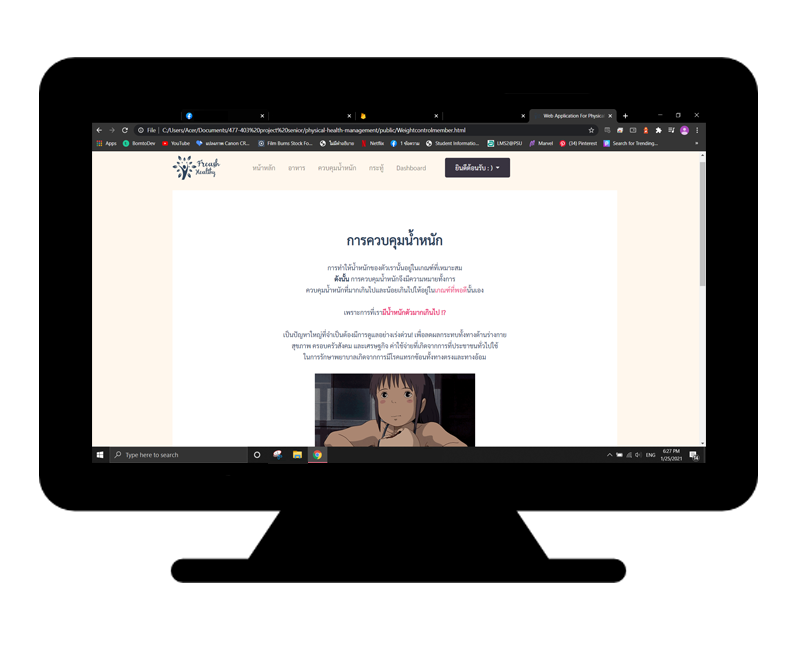 Web Application For Physica
File | C:/Users/Acer/Documents/477-403%20project%20senior/physical-health-management/public/Weightcontrolmember.html
Apps BorntoDev YouTube แปลงภาพ Canon CR... Film Burns Stock Fo... ไม่มีค่าบริการ Netflix 1 ข้อความ Student Informatio... LMS2@PSU Marvel (34) Pinterest Search for Trending...
Fresh Healthy
หน้าหลัก อาหาร ควบคุมน้ำหนัก กระทู้ Dashboard ยินดีต้อนรับ : )
การควบคุมน้ำหนัก
การทำให้น้ำหนักของตัวเรานั้นอยู่ในเกณฑ์ที่เหมาะสม
ดังนั้น การควบคุมน้ำหนักจึงมีความหมายทั้งการ
ควบคุมน้ำหนักที่มากเกินไปและน้อยเกินไปให้อยู่ในเกณฑ์ที่พอดีนั้นเอง
เพราะการที่เรามีน้ำหนักตัวมากเกินไป !?
เป็นปัญหาใหญ่ที่จำเป็นต้องมีการดูแลอย่างเร่งด่วน! เพื่อลดผลกระทบทั้งทางด้านร่างกาย
สุขภาพ ครอบครัวสังคม และเศรษฐกิจ ค่าใช้จ่ายที่เกิดจากการที่ประชาชนทั่วไปใช้
ในการรักษาพยาบาลเกิดจากการมีโรคแทรกซ้อนทั้งทางตรงและทางอ้อม
Type here to search
ENG
6:27 PM
1/25/2021